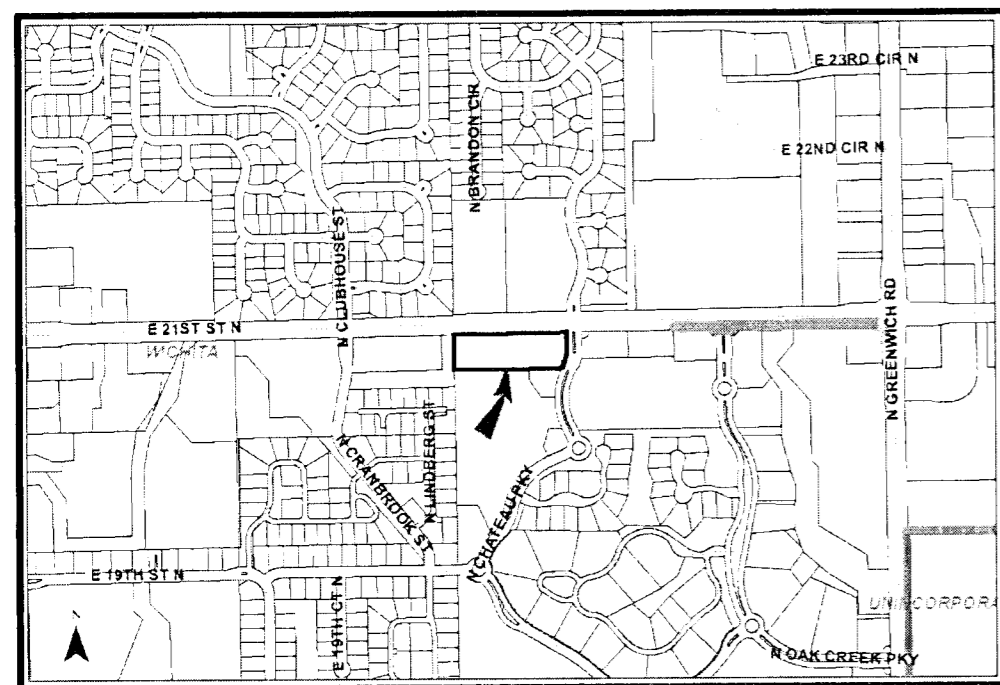 E 23RD CIR N
N BRANDON CIR
E 22ND CIR N
N CLUBHOUSE ST
E 21ST ST N
WICHITA
N GREENWICH RD
N LINDBERG ST
N CRANBROOK ST
N CHATEAU PKY
E 19TH ST N
E 19TH CT N
UNINCORPORA
N OAK CREEK PKY
N